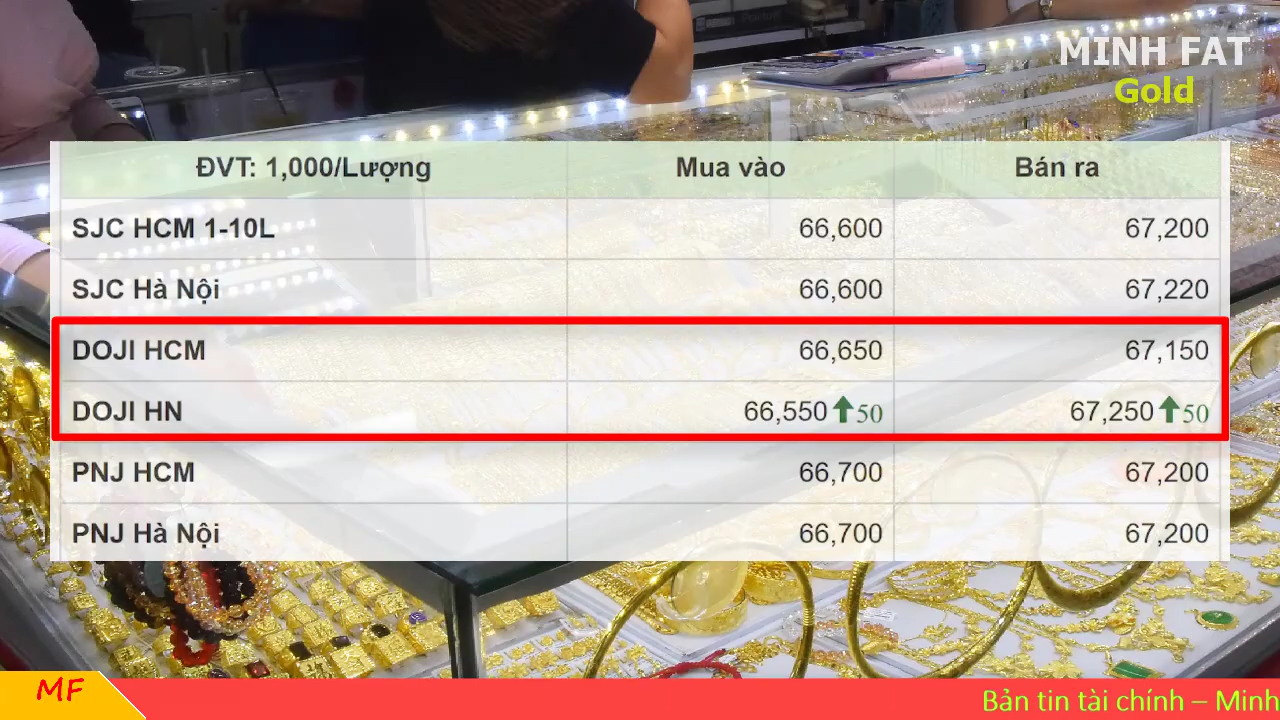 MINH FAT
Gold
ĐVT: 1,000/Lượng Mua vào Bán ra
SJC HCM 1-10L 66,600 67,200
SJC Hà Nội 66,600 67,220
DOJI HCM 66,650 67,150
DOJI HN 66,550 50 67,250 50
PNJ HCM 66,700 67,200
PNJ Hà Nội 66,700 67,200
MF
Bản tin tài chính – Minh